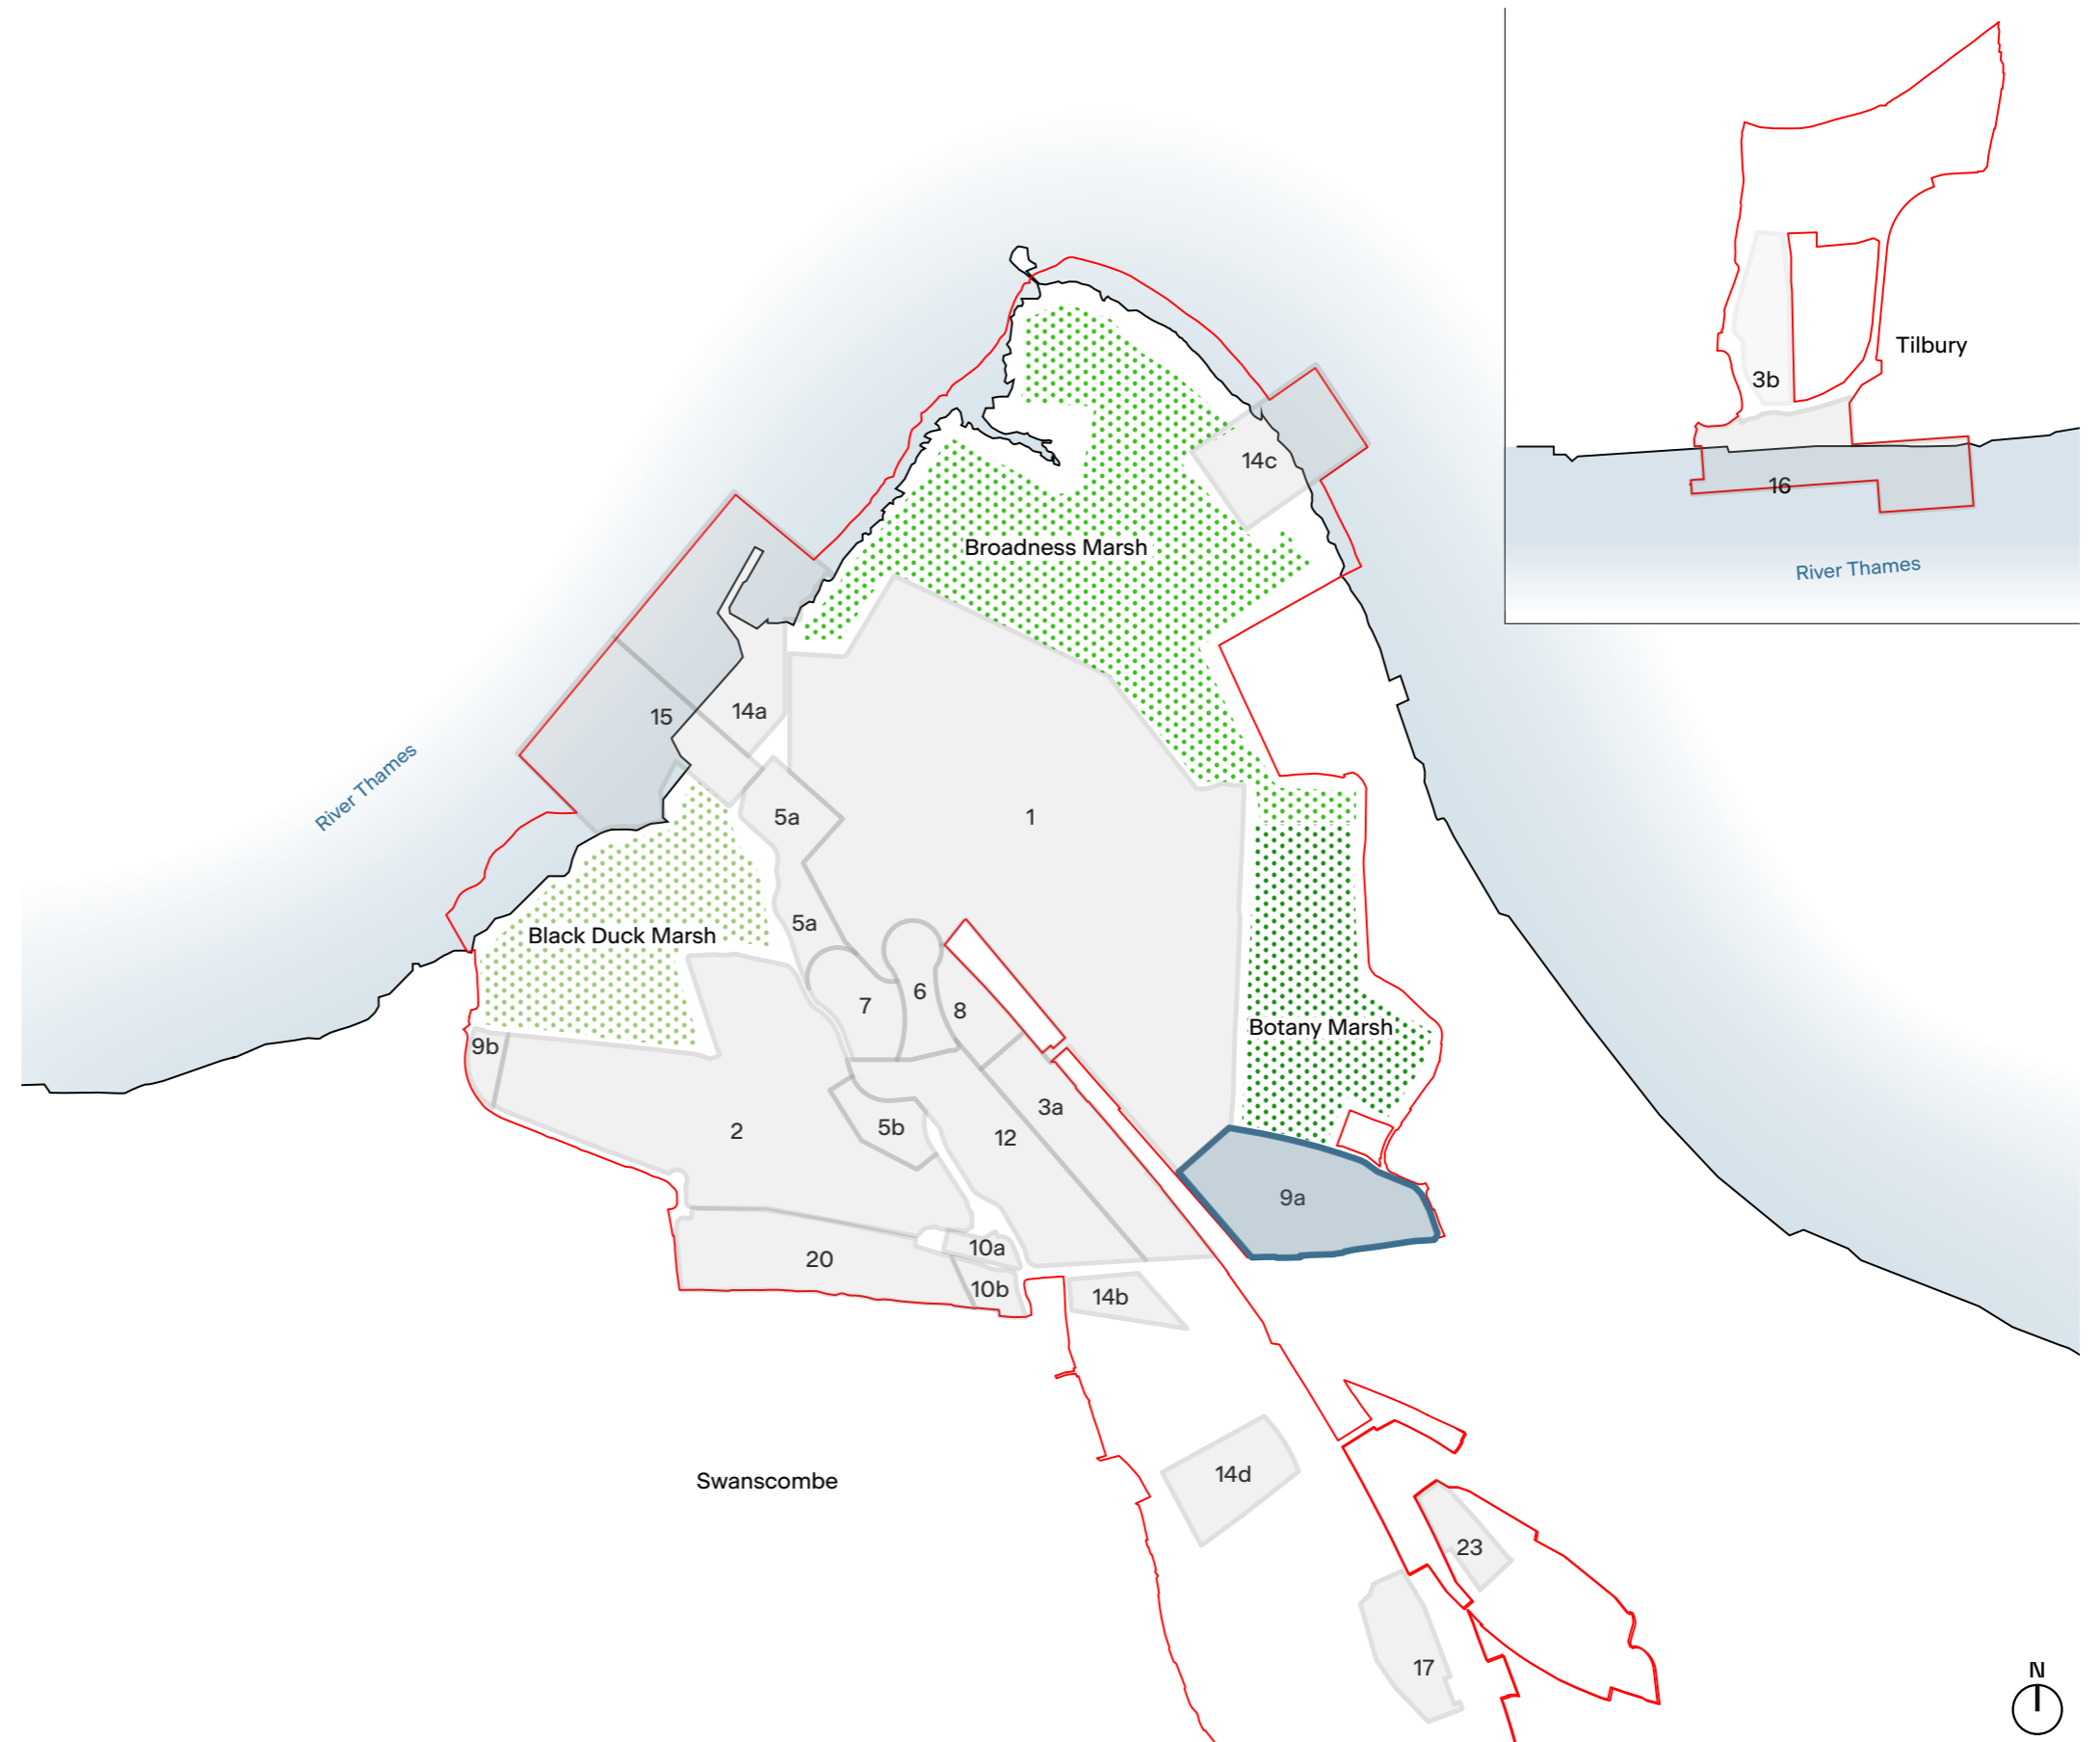 Tilbury
3b
16
River Thames
14c
Broadness Marsh
15
14a
River Thames
5a
1
5a
Black Duck Marsh
7
6
8
Botany Marsh
9b
3a
2
5b
12
9a
10a
20
10b
14b
14d
Swanscombe
23
17
N